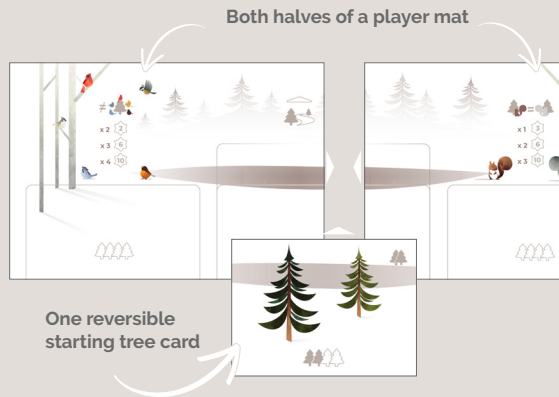 Both halves of a player mat
x 2 2
x 3 6
x 4 10
x 1 3
x 2 6
x 3 10
One reversible
starting tree card